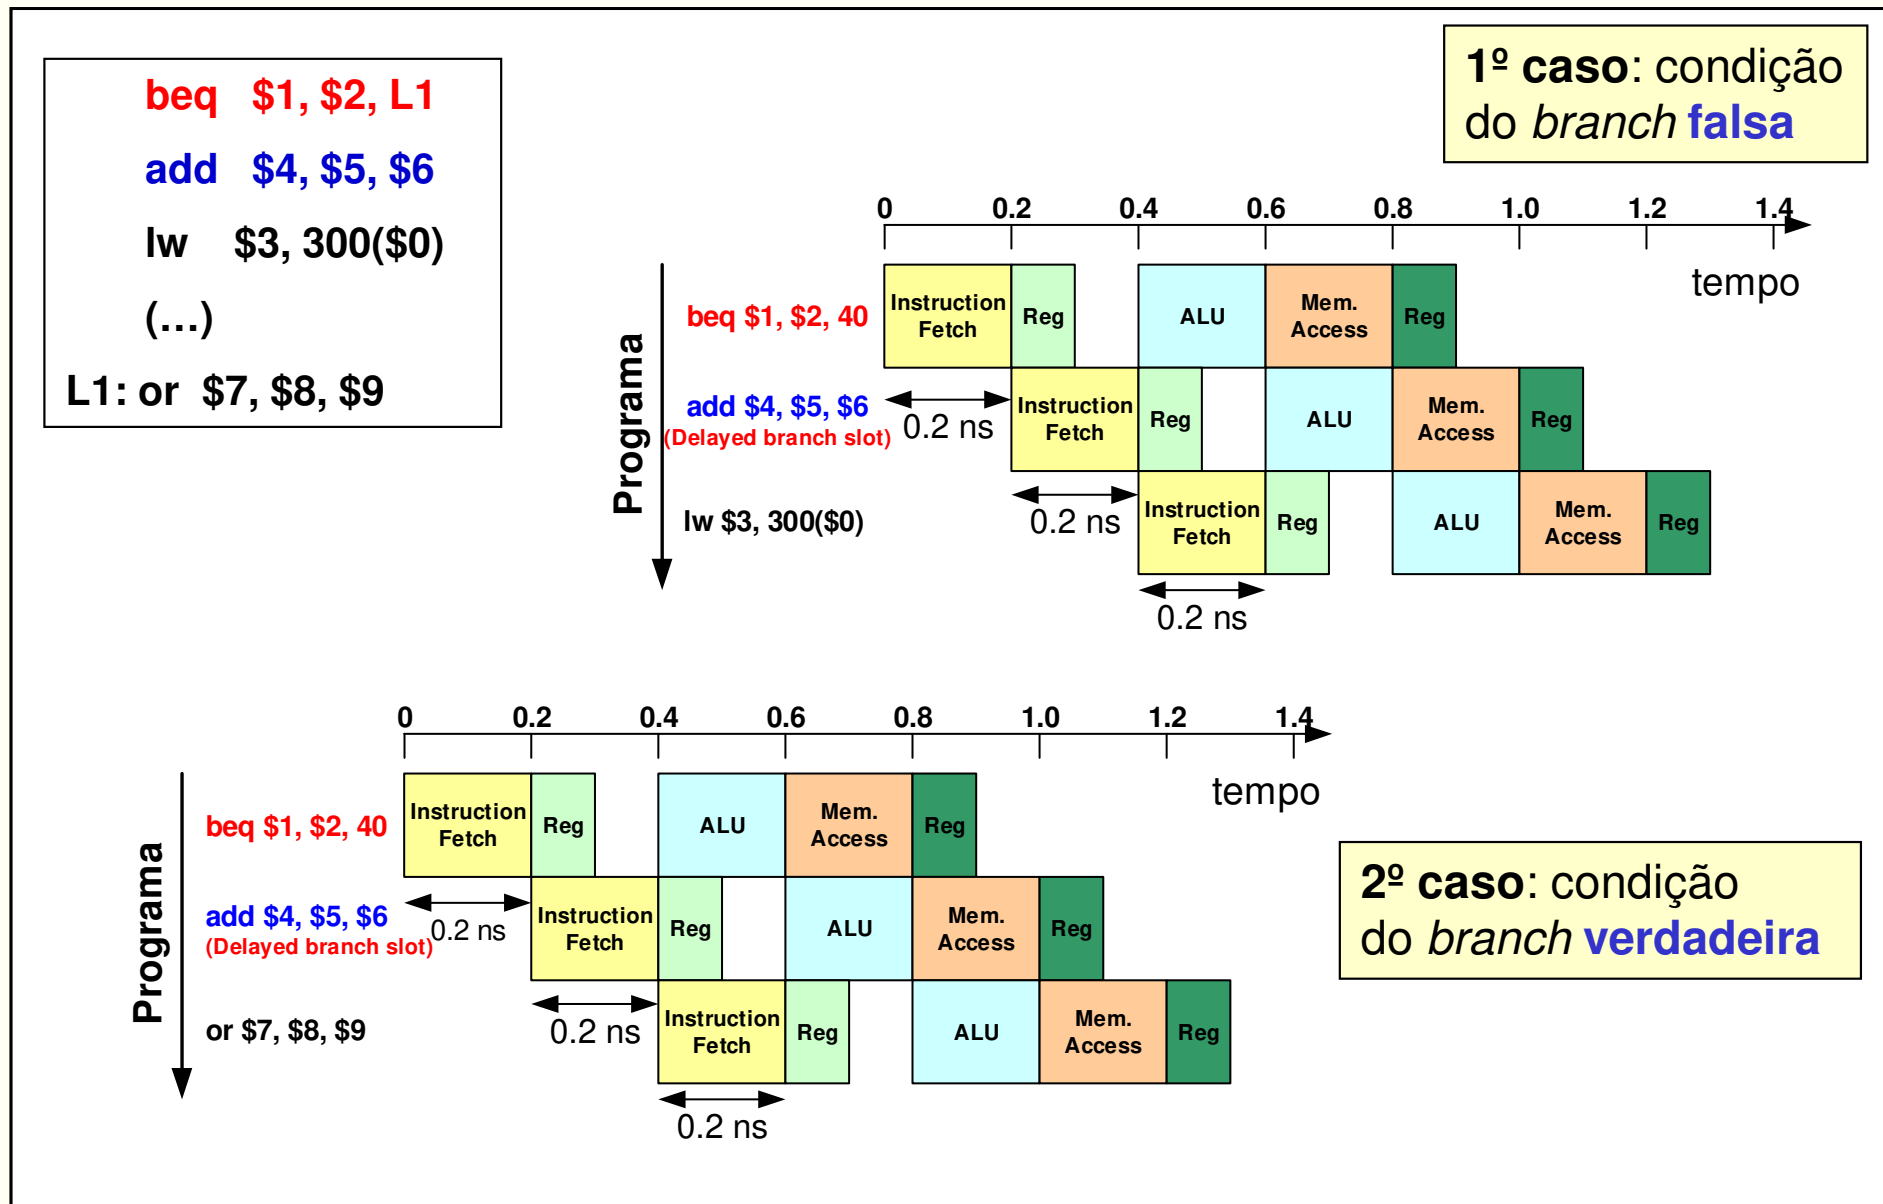 beq $1, $2, L1
add $4, $5, $6
lw $3, 300($0)
(...)
L1: or $7, $8, $9
1º caso: condição
do branch falsa
0 0.2 0.4 0.6 0.8 1.0 1.2 1.4
tempo
Programa
beq $1, $2, 40
Instruction
Fetch
Reg
ALU
Mem.
Access
Reg
0.2 ns
add $4, $5, $6
(Delayed branch slot)
Instruction
Fetch
Reg
ALU
Mem.
Access
Reg
0.2 ns
lw $3, 300($0)
Instruction
Fetch
Reg
ALU
Mem.
Access
Reg
0.2 ns
0 0.2 0.4 0.6 0.8 1.0 1.2 1.4
tempo
Programa
beq $1, $2, 40
Instruction
Fetch
Reg
ALU
Mem.
Access
Reg
0.2 ns
add $4, $5, $6
(Delayed branch slot)
Instruction
Fetch
Reg
ALU
Mem.
Access
Reg
0.2 ns
or $7, $8, $9
Instruction
Fetch
Reg
ALU
Mem.
Access
Reg
0.2 ns
2º caso: condição
do branch verdadeira